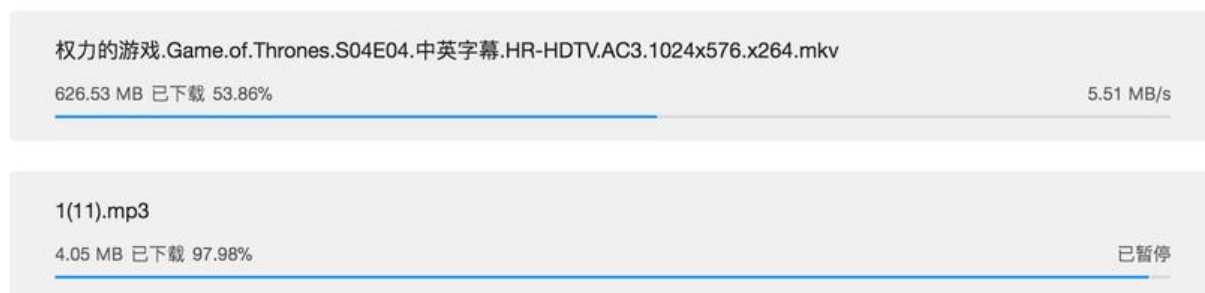 权力的游戏.Game.of.Thrones.S04E04.中英字幕.HR-HDTV.AC3.1024x576.x264.mkv
626.53 MB 已下载 53.86% 5.51 MB/s
1(11).mp3
4.05 MB 已下载 97.98% 已暂停